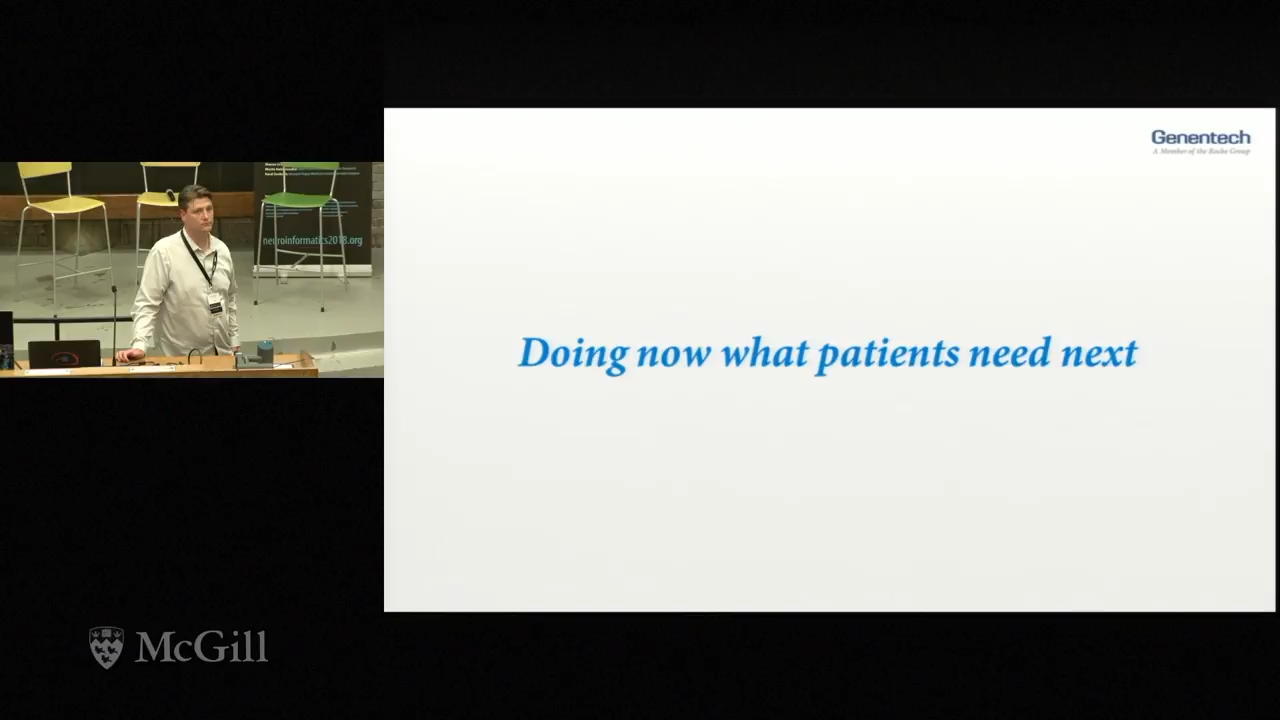 Genentech
A Member of the Roche Group
Doing now what patients need next
neuroinformatics2018.org
McGill